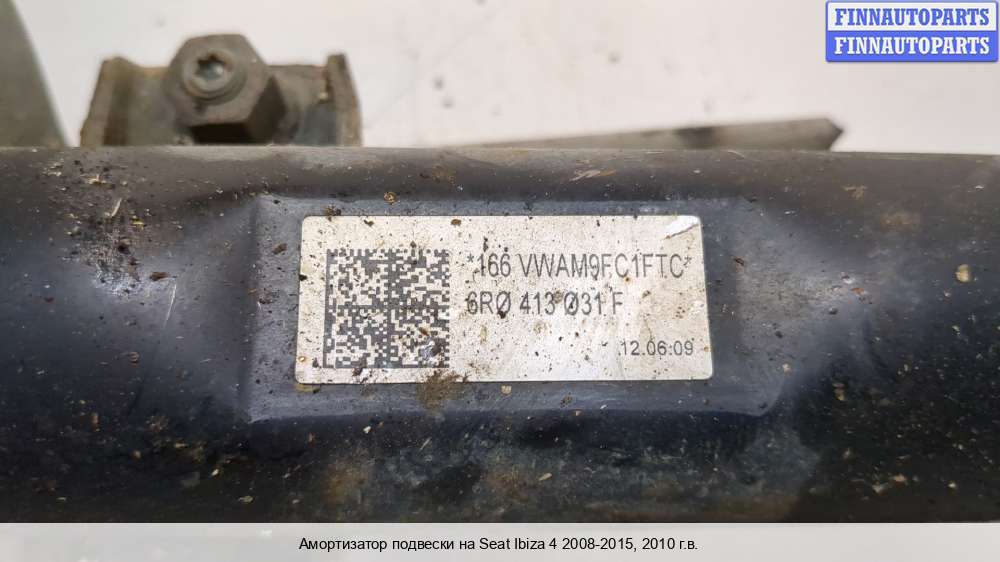 FINNAUTOPARTS
FINNAUTOPARTS
*166 VWAM9FC1FTC*
6RØ 413 Ø31 F
12.06.09
Амортизатор подвески на Seat Ibiza 4 2008-2015, 2010 г.в.